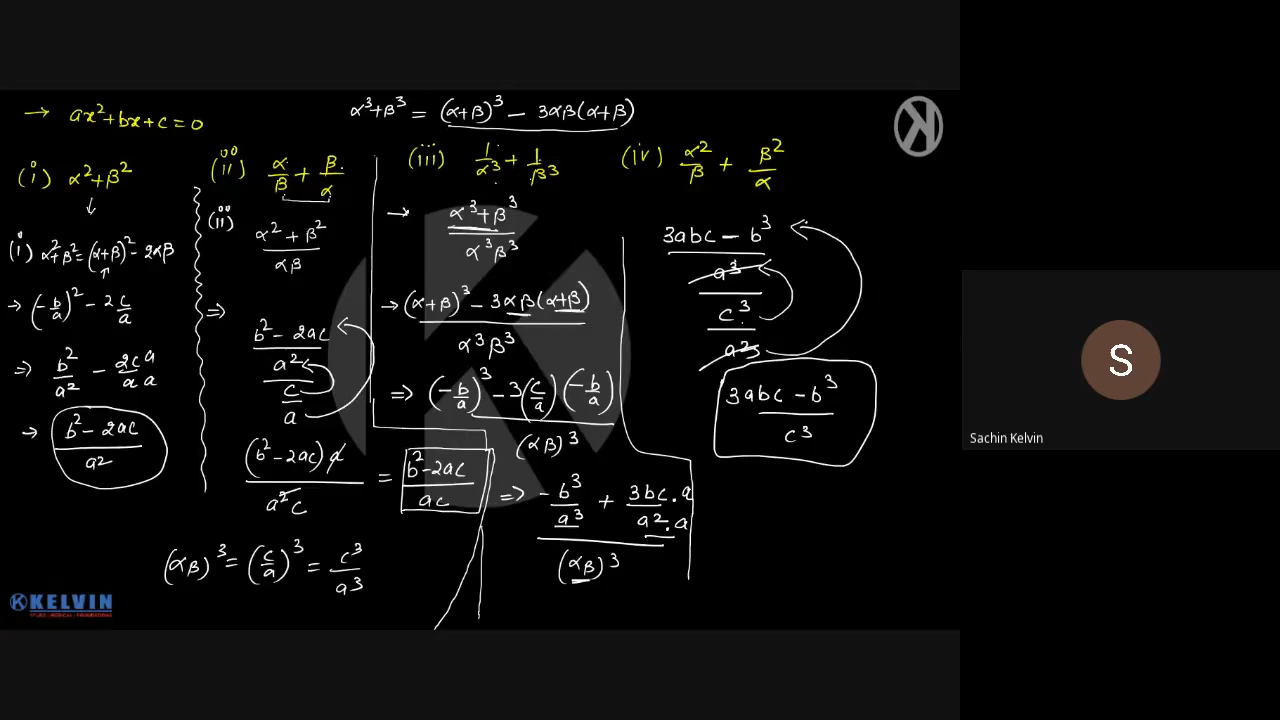 → ax²+bx+c=0
α³+β³ = (α+β)³ − 3αβ(α+β)
(i) α²+β²
(i) α²+β²=(α+β)²−2αβ
→ (−b/a)² − 2 c/a
⇒ b²/a² − 2c/a a/a
→ (b²−2ac)/a²
(ii) α/β + β/α
(ii) (α²+β²)/αβ
⇒ ((b²−2ac)/a²)/(c/a)
(b²−2ac)a/a²c = (b²−2ac)/ac
(αβ)³ = (c/a)³ = c³/a³
(iii) 1/α³ + 1/β³
→ (α³+β³)/α³β³
→ ((α+β)³ − 3αβ(α+β))/α³β³
⇒ ((−b/a)³ − 3(c/a)(−b/a))/(αβ)³
⇒ (−b³/a³ + 3bc.a/a².a)/(αβ)³
(iv) α²/β + β²/α
((3abc − b³)/a³)/(c³/a³)
(3abc − b³)/c³
KELVIN
S
Sachin Kelvin